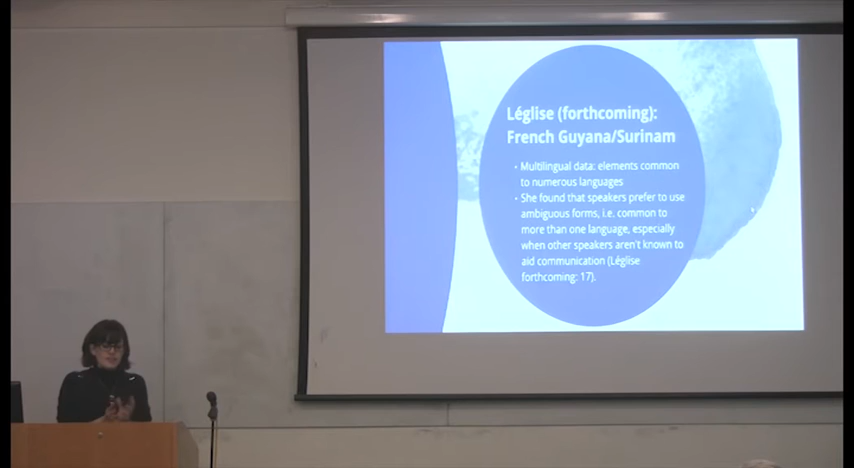 Léglise (forthcoming):
French Guyana/Surinam
• Multilingual data: elements common
to numerous languages
• She found that speakers prefer to use
ambiguous forms, i.e. common to
more than one language, especially
when other speakers aren't known to
aid communication (Léglise
forthcoming: 17).